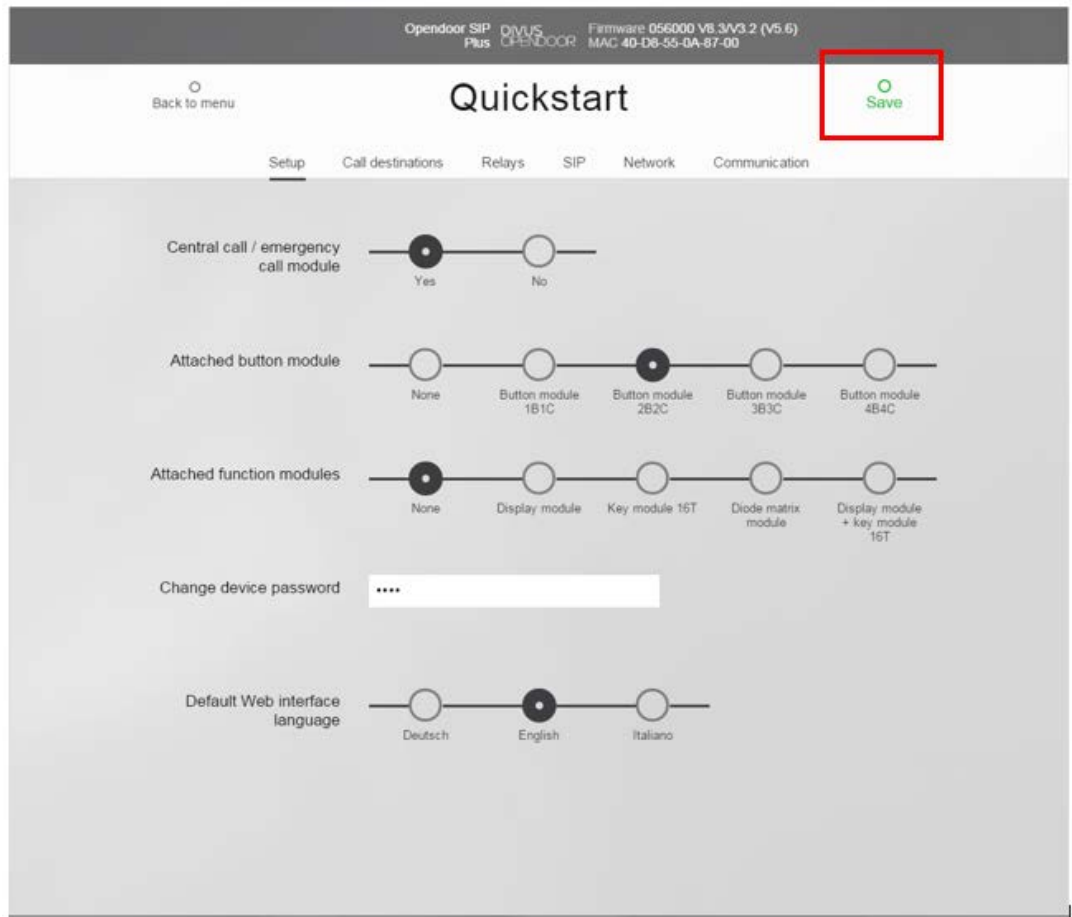 Opendoor SIP Plus
DIVUS OPENDOOR
Firmware 056000 V8.3/V3.2 (V5.6)
MAC 40-D8-55-0A-87-00
Back to menu
Quickstart
Save
Setup Call destinations Relays SIP Network Communication
Central call / emergency
call module
Yes No
Attached button module
None Button module 1B1C Button module 2B2C Button module 3B3C Button module 4B4C
Attached function modules
None Display module Key module 16T Diode matrix module Display module + key module 16T
Change device password
••••
Default Web interface
language
Deutsch English Italiano